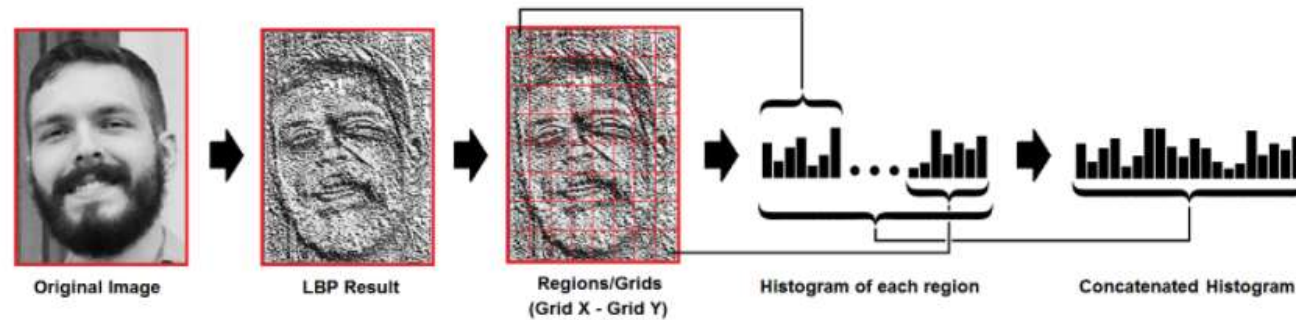 Original Image
LBP Result
Regions/Grids
(Grid X - Grid Y)
Histogram of each region
Concatenated Histogram